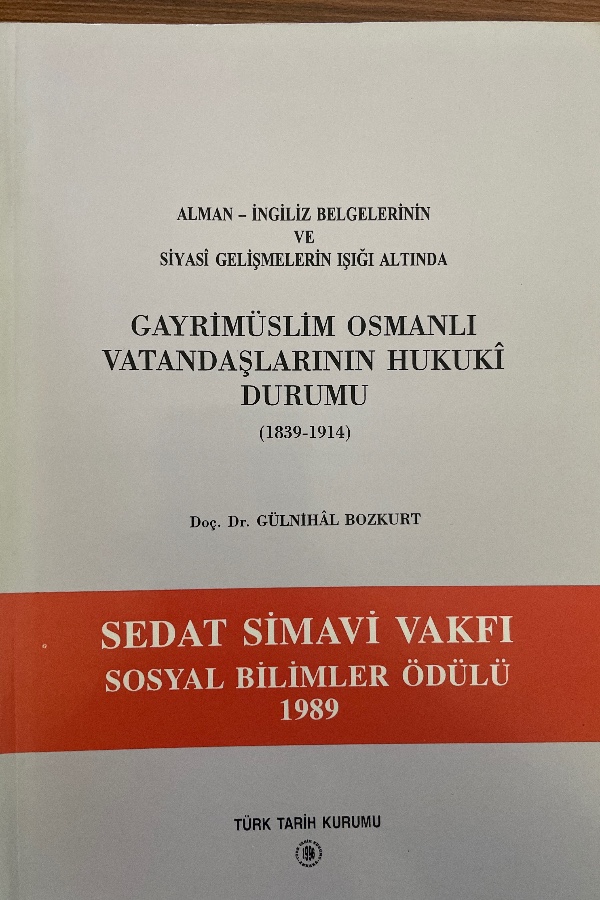 ALMAN – İNGİLİZ BELGELERİNİN
VE
SİYASÎ GELİŞMELERİN IŞIĞI ALTINDA
GAYRİMÜSLİM OSMANLI
VATANDAŞLARININ HUKUKÎ
DURUMU
(1839-1914)
Doç. Dr. GÜLNİHÂL BOZKURT
SEDAT SİMAVİ VAKFI
SOSYAL BİLİMLER ÖDÜLÜ
1989
TÜRK TARİH KURUMU